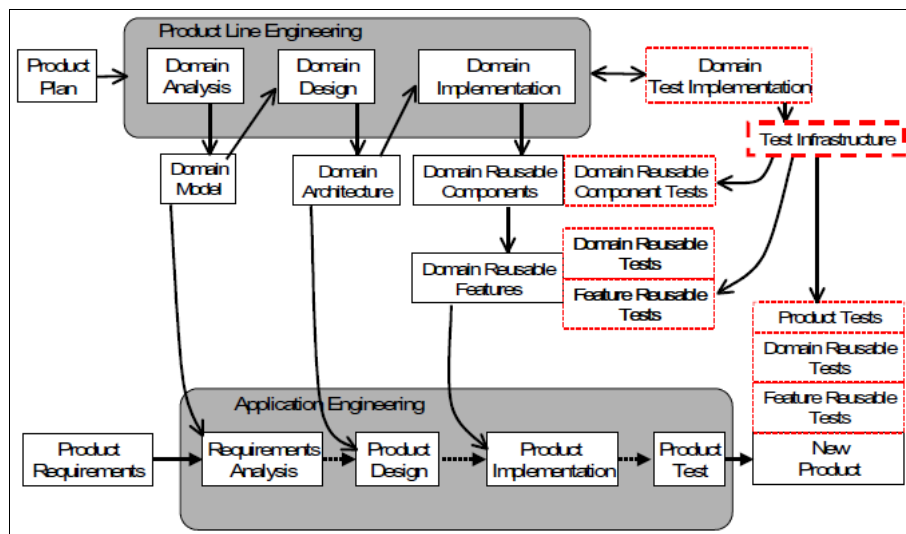 Product Line Engineering
Product
Plan
Domain
Analysis
Domain
Design
Domain
Implementation
Domain
Test Implementation
Test Infrastructure
Domain
Model
Domain
Architecture
Domain Reusable
Components
Domain Reusable
Component Tests
Domain Reusable
Features
Domain Reusable
Tests
Feature Reusable
Tests
Product Tests
Domain Reusable
Tests
Feature Reusable
Tests
New
Product
Application Engineering
Product
Requirements
Requirements
Analysis
Product
Design
Product
Implementation
Product
Test